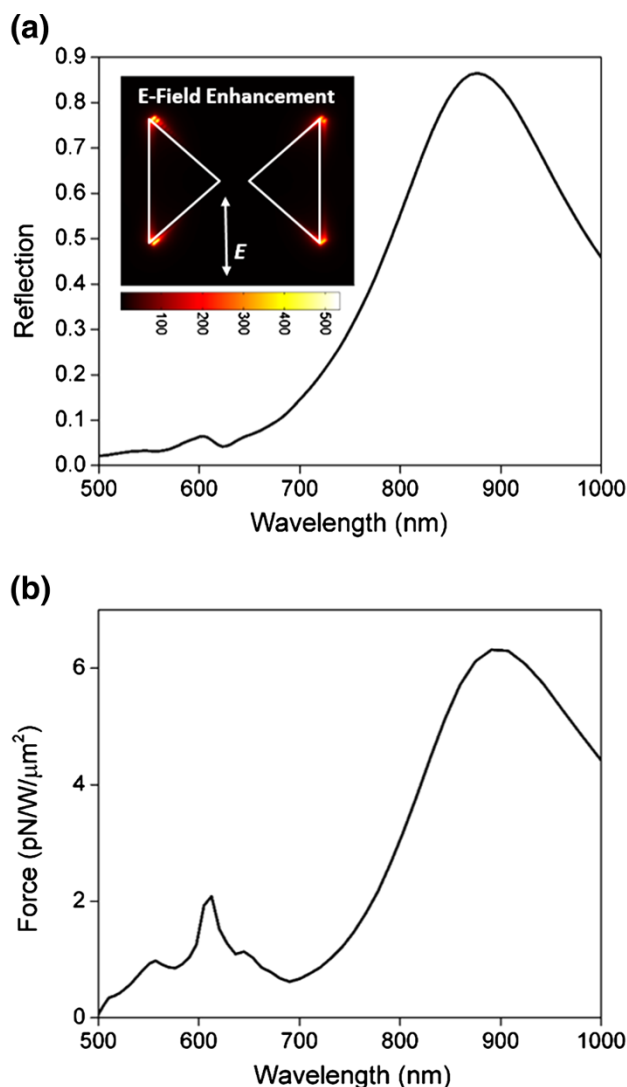 (a)
0.9
0.8
0.7
0.6
0.5
0.4
0.3
0.2
0.1
0.0
Reflection
E-Field Enhancement
E
100 200 300 400 500
500 600 700 800 900 1000
Wavelength (nm)
(b)
6
4
2
0
Force (pN/W/μm²)
500 600 700 800 900 1000
Wavelength (nm)